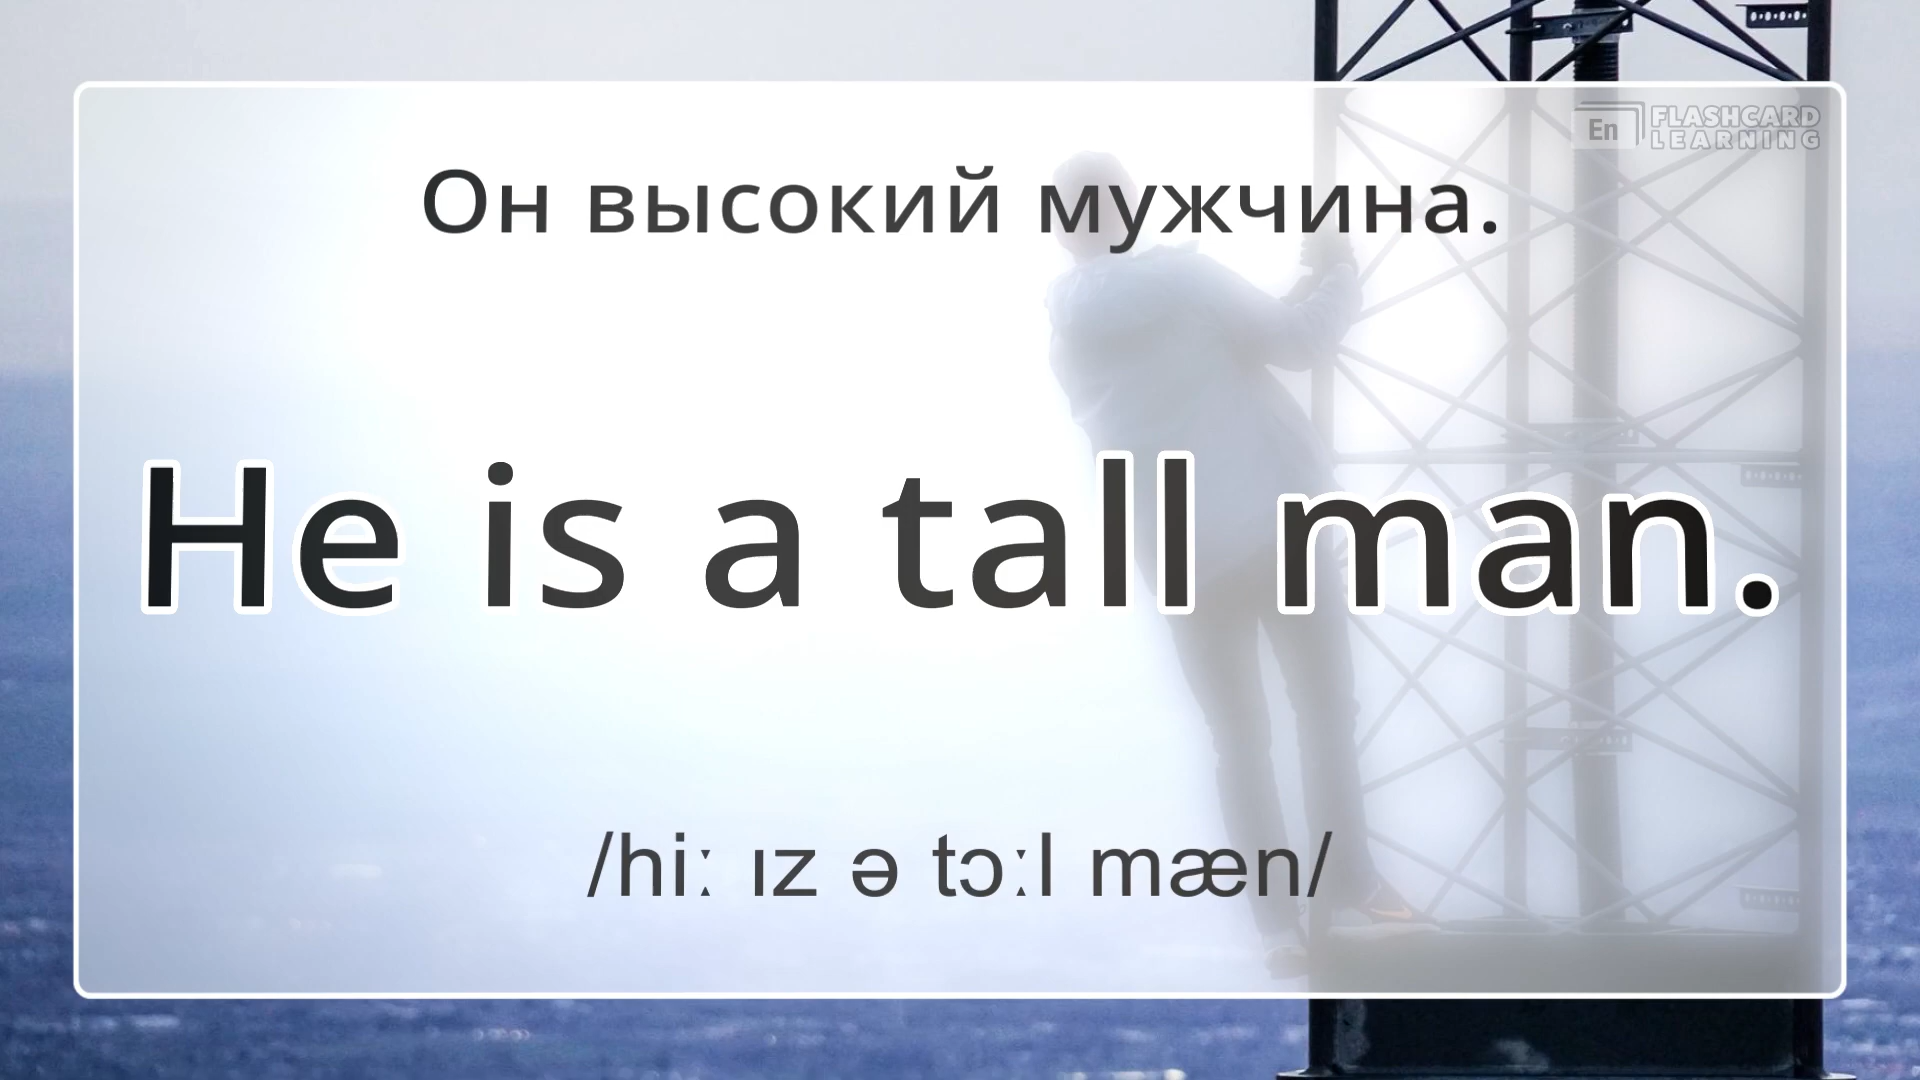 En
FLASHCARD
LEARNING
Он высокий мужчина.
He is a tall man.
/hiː ɪz ə tɔːl mæn/